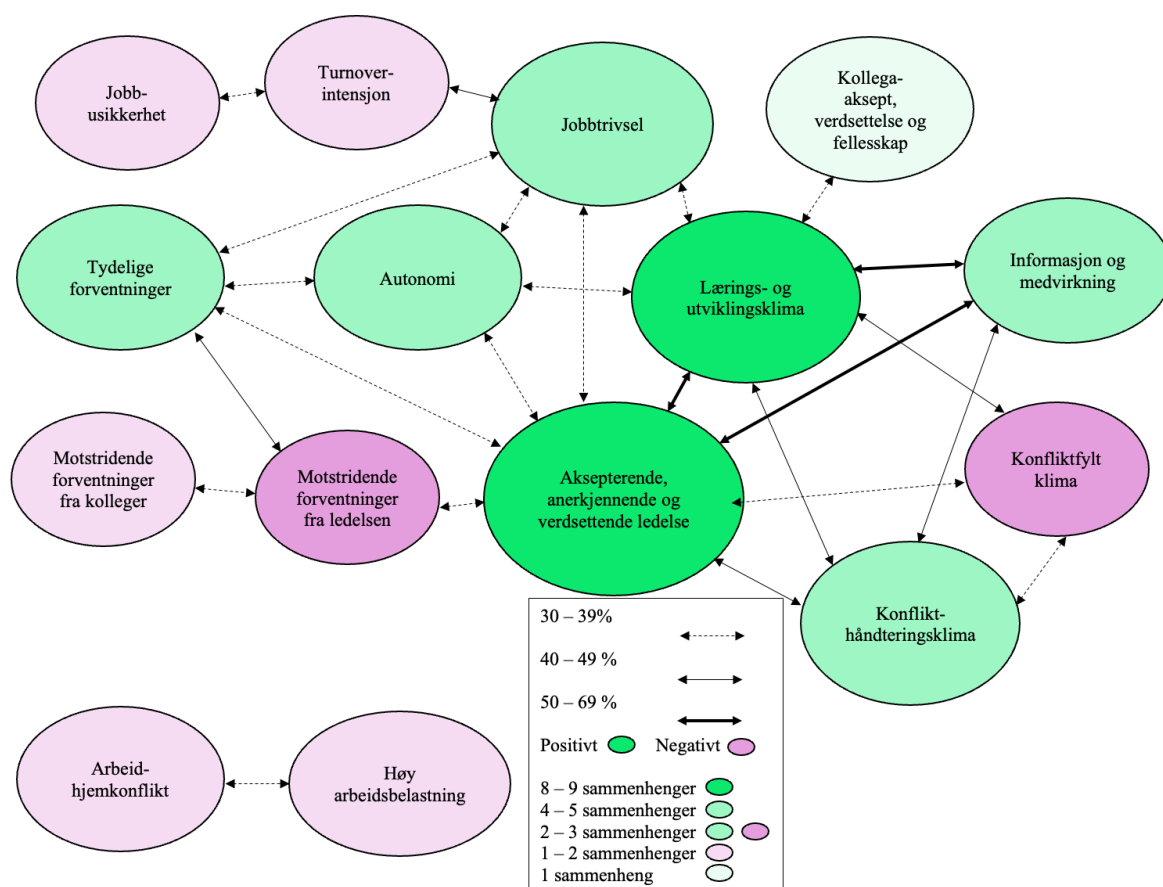 Jobb-
usikkerhet
Turnover-
intensjon
Jobbtrivsel
Kollega-
aksept,
verdsettelse og
fellesskap
Tydelige
forventninger
Autonomi
Lærings- og
utviklingsklima
Informasjon og
medvirkning
Motstridende
forventninger
fra kolleger
Motstridende
forventninger
fra ledelsen
Aksepterende,
anerkjennende og
verdsettende ledelse
Konfliktfylt
klima
Konflikt-
håndteringsklima
Arbeid-
hjemkonflikt
Høy
arbeidsbelastning
30 – 39%
40 – 49 %
50 – 69 %
Positivt Negativt
8 – 9 sammenhenger
4 – 5 sammenhenger
2 – 3 sammenhenger
1 – 2 sammenhenger
1 sammenheng